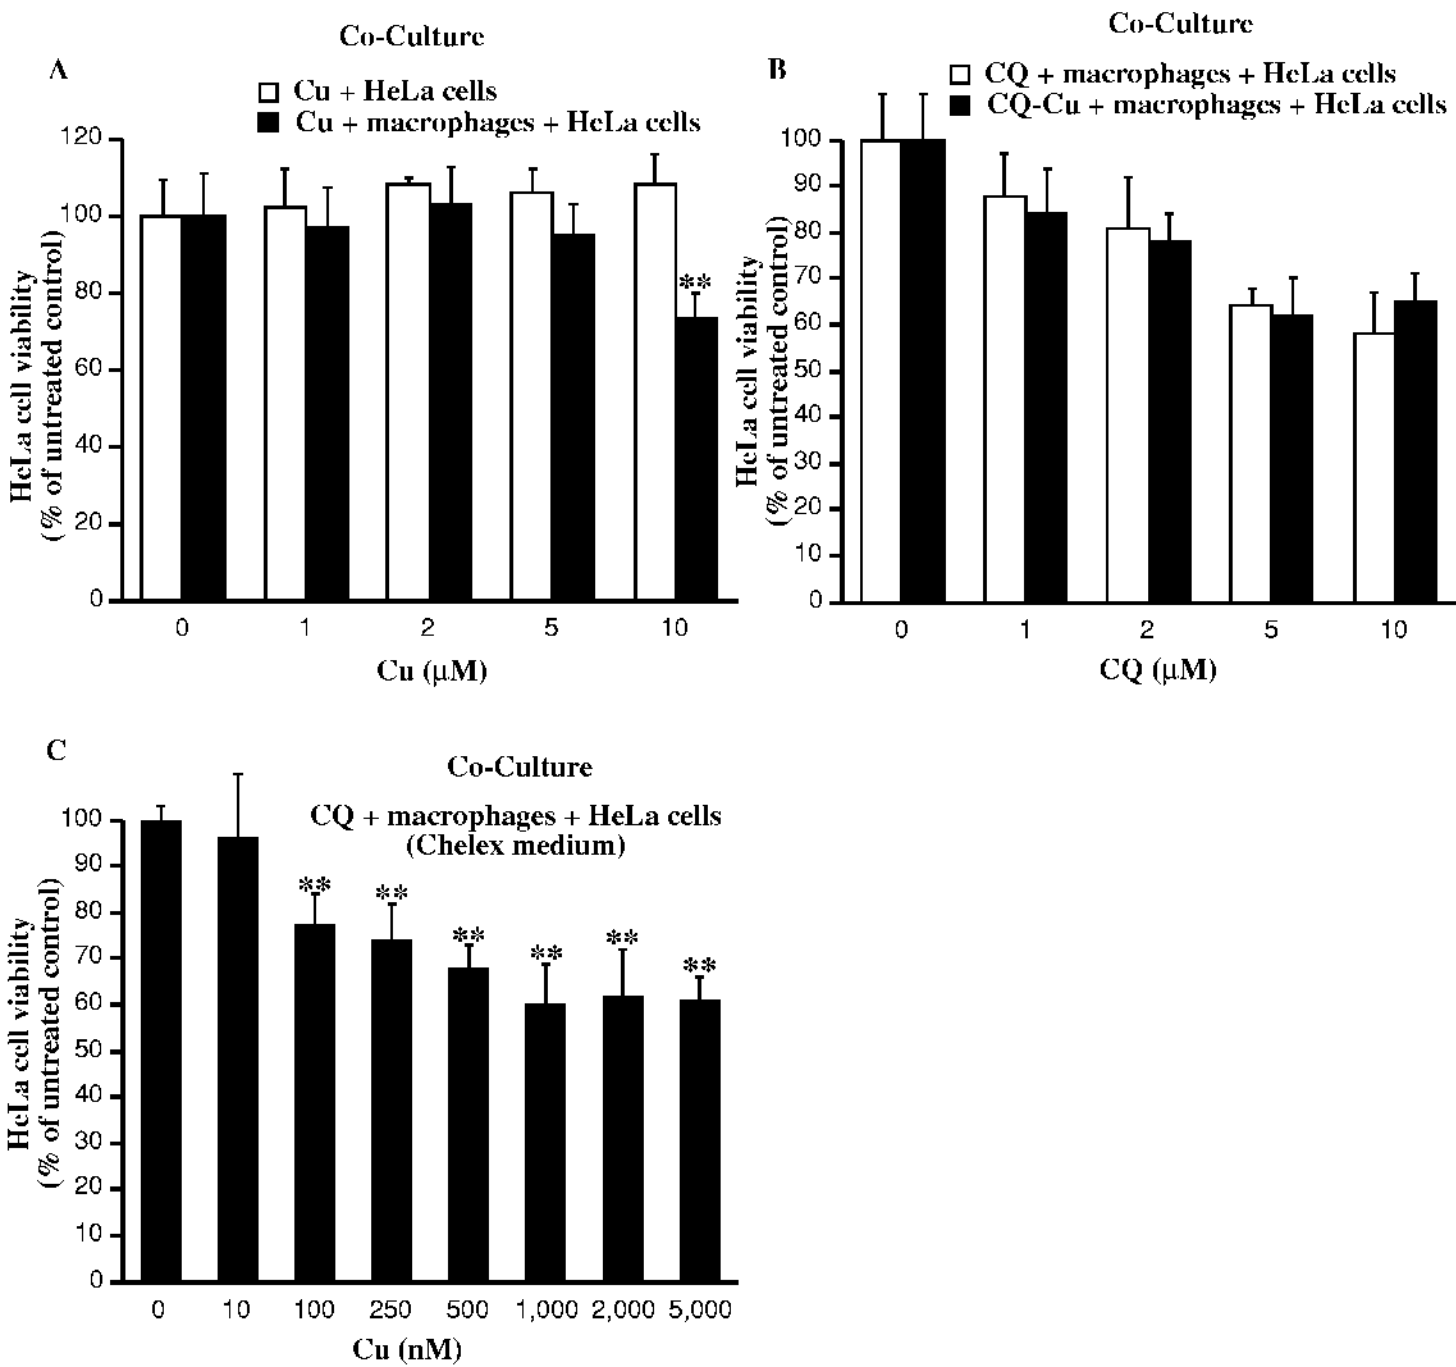 Co-Culture
A
Cu + HeLa cells
Cu + macrophages + HeLa cells
120
100
80
60
40
20
0
HeLa cell viability
(% of untreated control)
**
0 1 2 5 10
Cu (μM)
Co-Culture
B
CQ + macrophages + HeLa cells
CQ-Cu + macrophages + HeLa cells
100
90
80
70
60
50
40
30
20
10
0
HeLa cell viability
(% of untreated control)
0 1 2 5 10
CQ (μM)
C
Co-Culture
CQ + macrophages + HeLa cells
(Chelex medium)
100
90
80
70
60
50
40
30
20
10
0
HeLa cell viability
(% of untreated control)
** ** ** ** ** **
0 10 100 250 500 1,000 2,000 5,000
Cu (nM)